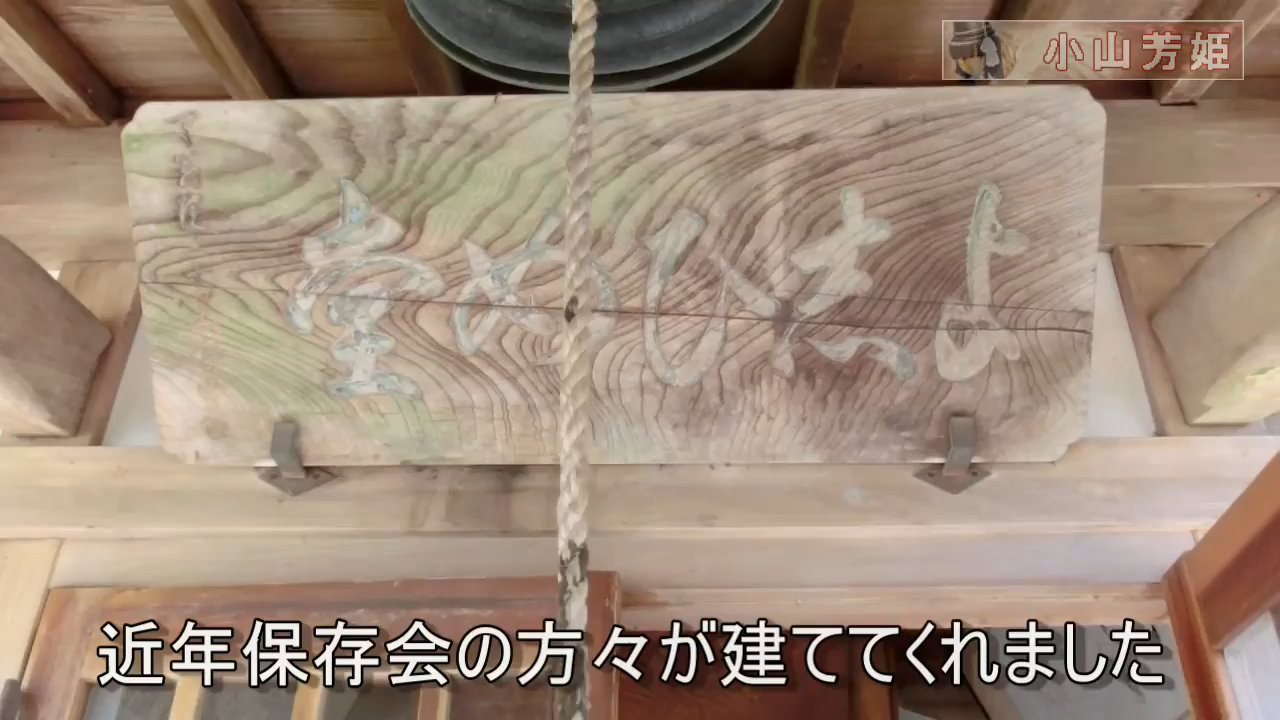 小山芳姫
よ志ひめ堂
近年保存会の方々が建ててくれました